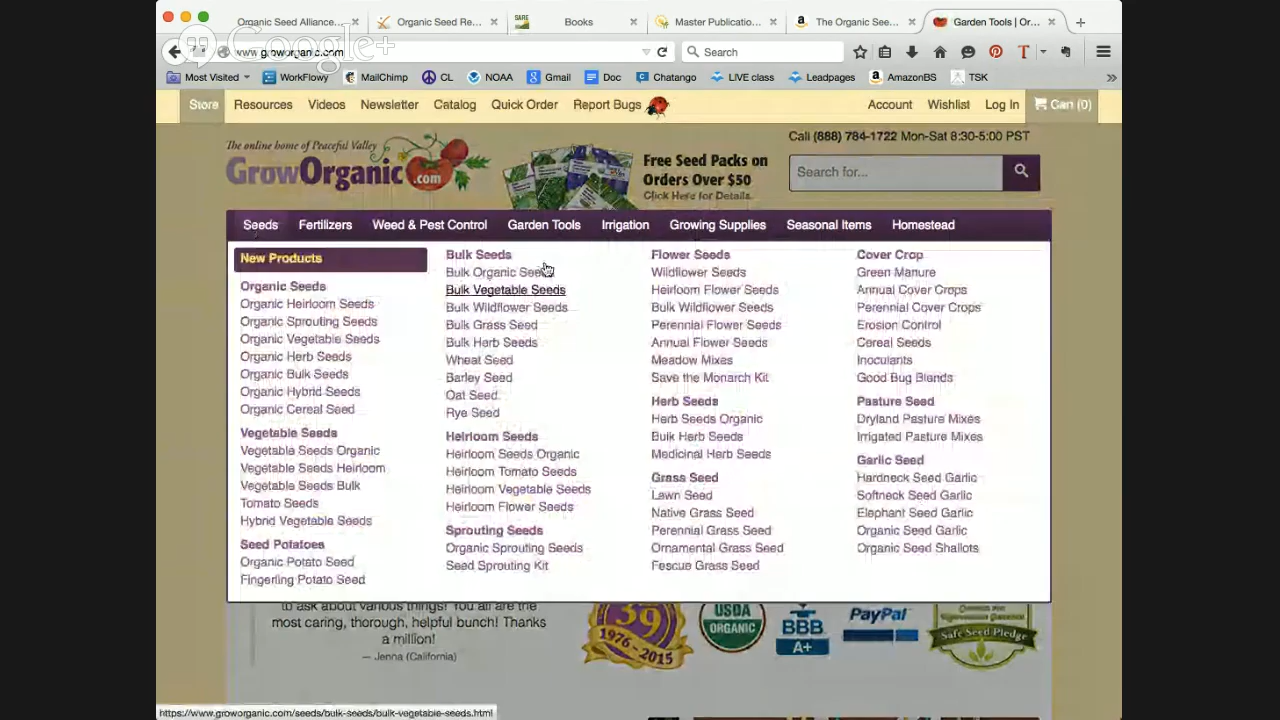 Organic Seed Alliance...
Organic Seed Re...
SARE
Books
Master Publicatio...
The Organic See...
Garden Tools | Or...
www.groworganic.com
Search
Google+
Most Visited
WorkFlowy
MailChimp
CL
NOAA
Gmail
Doc
Chatango
LIVE class
Leadpages
AmazonBS
TSK
Store
Resources
Videos
Newsletter
Catalog
Quick Order
Report Bugs
Account
Wishlist
Log In
Cart (0)
The online home of Peaceful Valley
GrowOrganic.com
Free Seed Packs on
Orders Over $50
Click Here for Details.
Call (888) 784-1722 Mon-Sat 8:30-5:00 PST
Search for...
Seeds
Fertilizers
Weed & Pest Control
Garden Tools
Irrigation
Growing Supplies
Seasonal Items
Homestead
New Products
Organic Seeds
Organic Heirloom Seeds
Organic Sprouting Seeds
Organic Vegetable Seeds
Organic Herb Seeds
Organic Bulk Seeds
Organic Hybrid Seeds
Organic Cereal Seed
Vegetable Seeds
Vegetable Seeds Organic
Vegetable Seeds Heirloom
Vegetable Seeds Bulk
Tomato Seeds
Hybrid Vegetable Seeds
Seed Potatoes
Organic Potato Seed
Fingerling Potato Seed
Bulk Seeds
Bulk Organic Seeds
Bulk Vegetable Seeds
Bulk Wildflower Seeds
Bulk Grass Seed
Bulk Herb Seeds
Wheat Seed
Barley Seed
Oat Seed
Rye Seed
Heirloom Seeds
Heirloom Seeds Organic
Heirloom Tomato Seeds
Heirloom Vegetable Seeds
Heirloom Flower Seeds
Sprouting Seeds
Organic Sprouting Seeds
Seed Sprouting Kit
Flower Seeds
Wildflower Seeds
Heirloom Flower Seeds
Bulk Wildflower Seeds
Perennial Flower Seeds
Annual Flower Seeds
Meadow Mixes
Save the Monarch Kit
Herb Seeds
Herb Seeds Organic
Bulk Herb Seeds
Medicinal Herb Seeds
Grass Seed
Lawn Seed
Native Grass Seed
Perennial Grass Seed
Ornamental Grass Seed
Fescue Grass Seed
Cover Crop
Green Manure
Annual Cover Crops
Perennial Cover Crops
Erosion Control
Cereal Seeds
Inoculants
Good Bug Blends
Pasture Seed
Dryland Pasture Mixes
Irrigated Pasture Mixes
Garlic Seed
Hardneck Seed Garlic
Softneck Seed Garlic
Elephant Seed Garlic
Organic Seed Garlic
Organic Seed Shallots
to ask about various things! You all are the
most caring, thorough, helpful bunch! Thanks
a million!
— Jenna (California)
39
1976-2015
USDA
ORGANIC
BBB
A+
PayPal
Safe Seed Pledge
https://www.groworganic.com/seeds/bulk-seeds/bulk-vegetable-seeds.html